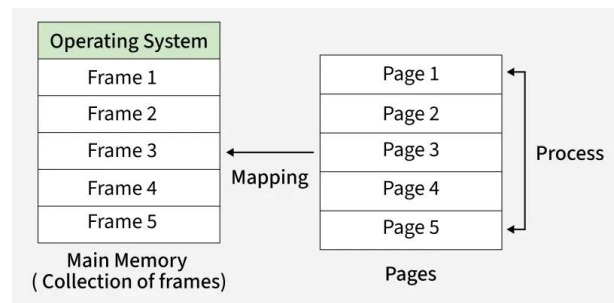 Operating System
Frame 1
Frame 2
Frame 3
Frame 4
Frame 5
Main Memory
( Collection of frames)
Mapping
Page 1
Page 2
Page 3
Page 4
Page 5
Pages
Process